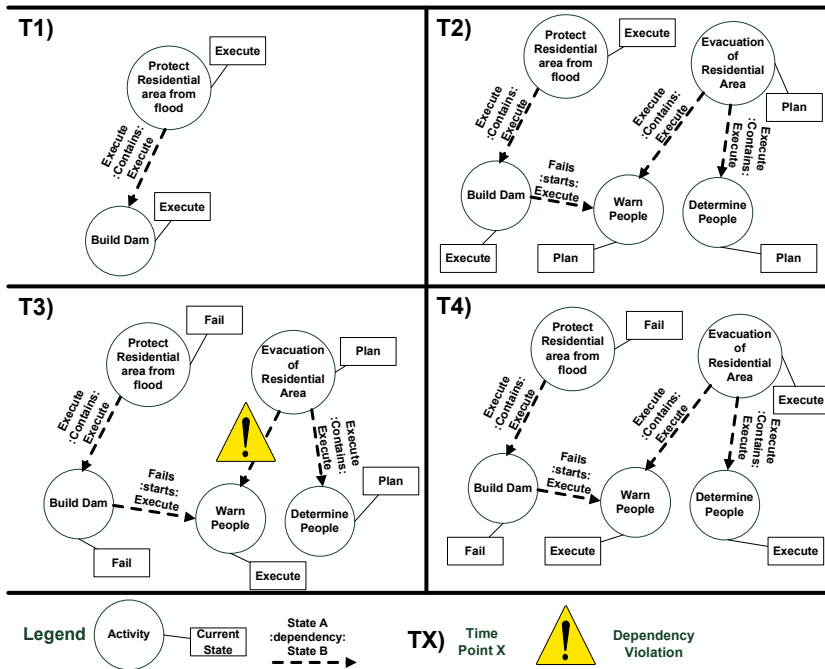 T1)
Protect
Residential
area from
flood
Execute
Execute
:Contains:
Execute
Build Dam
Execute
T2)
Protect
Residential
area from
flood
Execute
Evacuation
of
Residential
Area
Plan
Execute
:Contains:
Execute
Execute
:Contains:
Execute
Execute
:Contains:
Execute
Build Dam
Execute
Fails
:starts:
Execute
Warn
People
Plan
Determine
People
Plan
T3)
Protect
Residential
area from
flood
Fail
Evacuation
of
Residential
Area
Plan
Execute
:Contains:
Execute
!
Execute
:Contains:
Execute
Build Dam
Fail
Fails
:starts:
Execute
Warn
People
Execute
Determine
People
Plan
T4)
Protect
Residential
area from
flood
Fail
Evacuation
of
Residential
Area
Execute
Execute
:Contains:
Execute
Execute
:Contains:
Execute
Execute
:Contains:
Execute
Build Dam
Fail
Fails
:starts:
Execute
Warn
People
Execute
Determine
People
Execute
Legend
Activity
Current
State
State A
:dependency:
State B
TX)
Time
Point X
!
Dependency
Violation